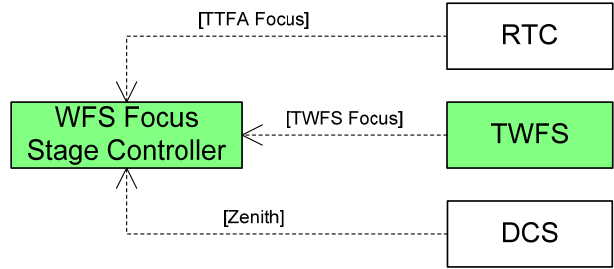 [TTFA Focus]
RTC
WFS Focus
Stage Controller
[TWFS Focus]
TWFS
[Zenith]
DCS